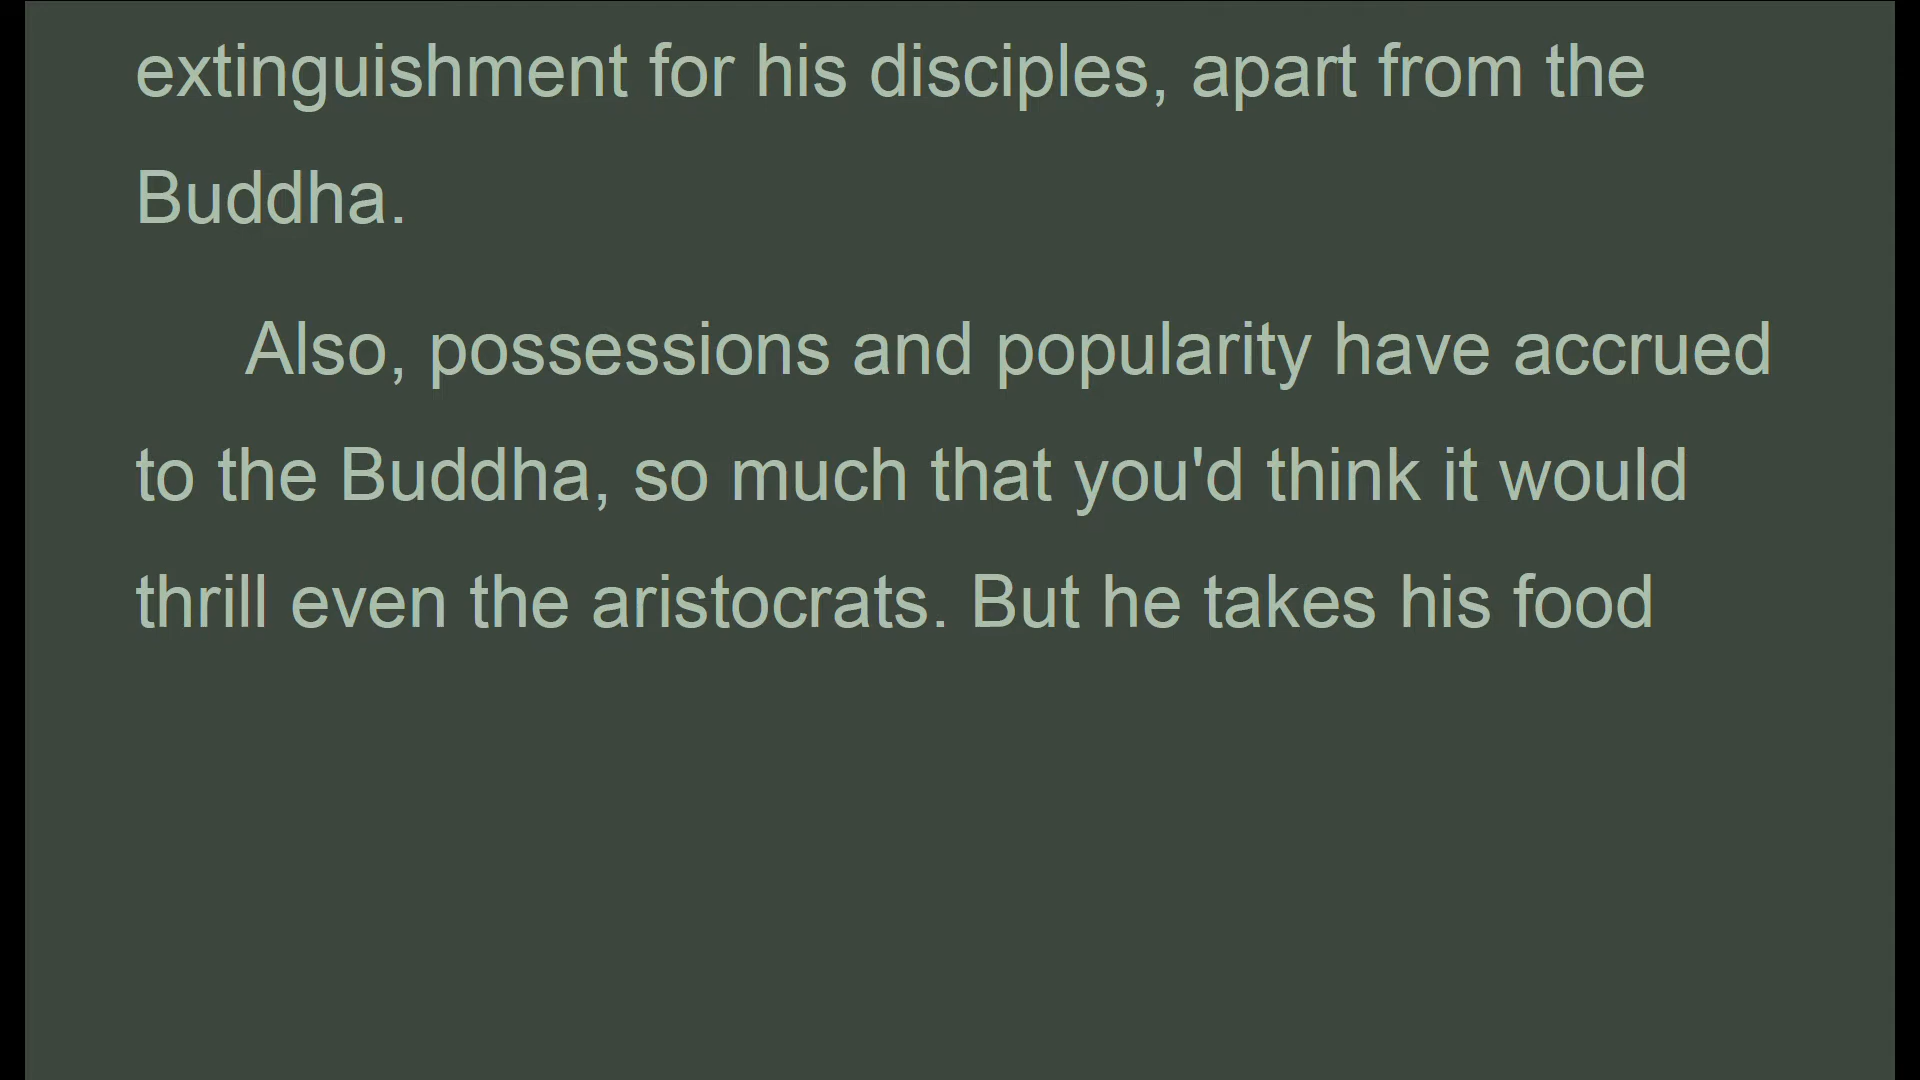 extinguishment for his disciples, apart from the
Buddha.
Also, possessions and popularity have accrued
to the Buddha, so much that you'd think it would
thrill even the aristocrats. But he takes his food